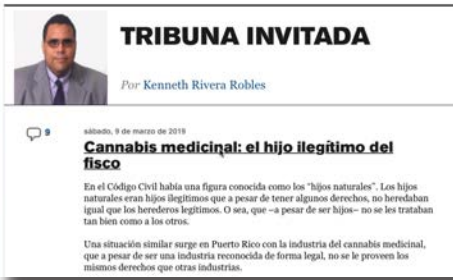 TRIBUNA INVITADA
Por Kenneth Rivera Robles
9
sábado, 9 de marzo de 2019
Cannabis medicinal: el hijo ilegítimo del
fisco
En el Código Civil había una figura conocida como los “hijos naturales”. Los hijos
naturales eran hijos ilegítimos que a pesar de tener algunos derechos, no heredaban
igual que los herederos legítimos. O sea, que –a pesar de ser hijos– no se les trataban
tan bien como a los otros.
Una situación similar surge en Puerto Rico con la industria del cannabis medicinal,
que a pesar de ser una industria reconocida de forma legal, no se le proveen los
mismos derechos que otras industrias.